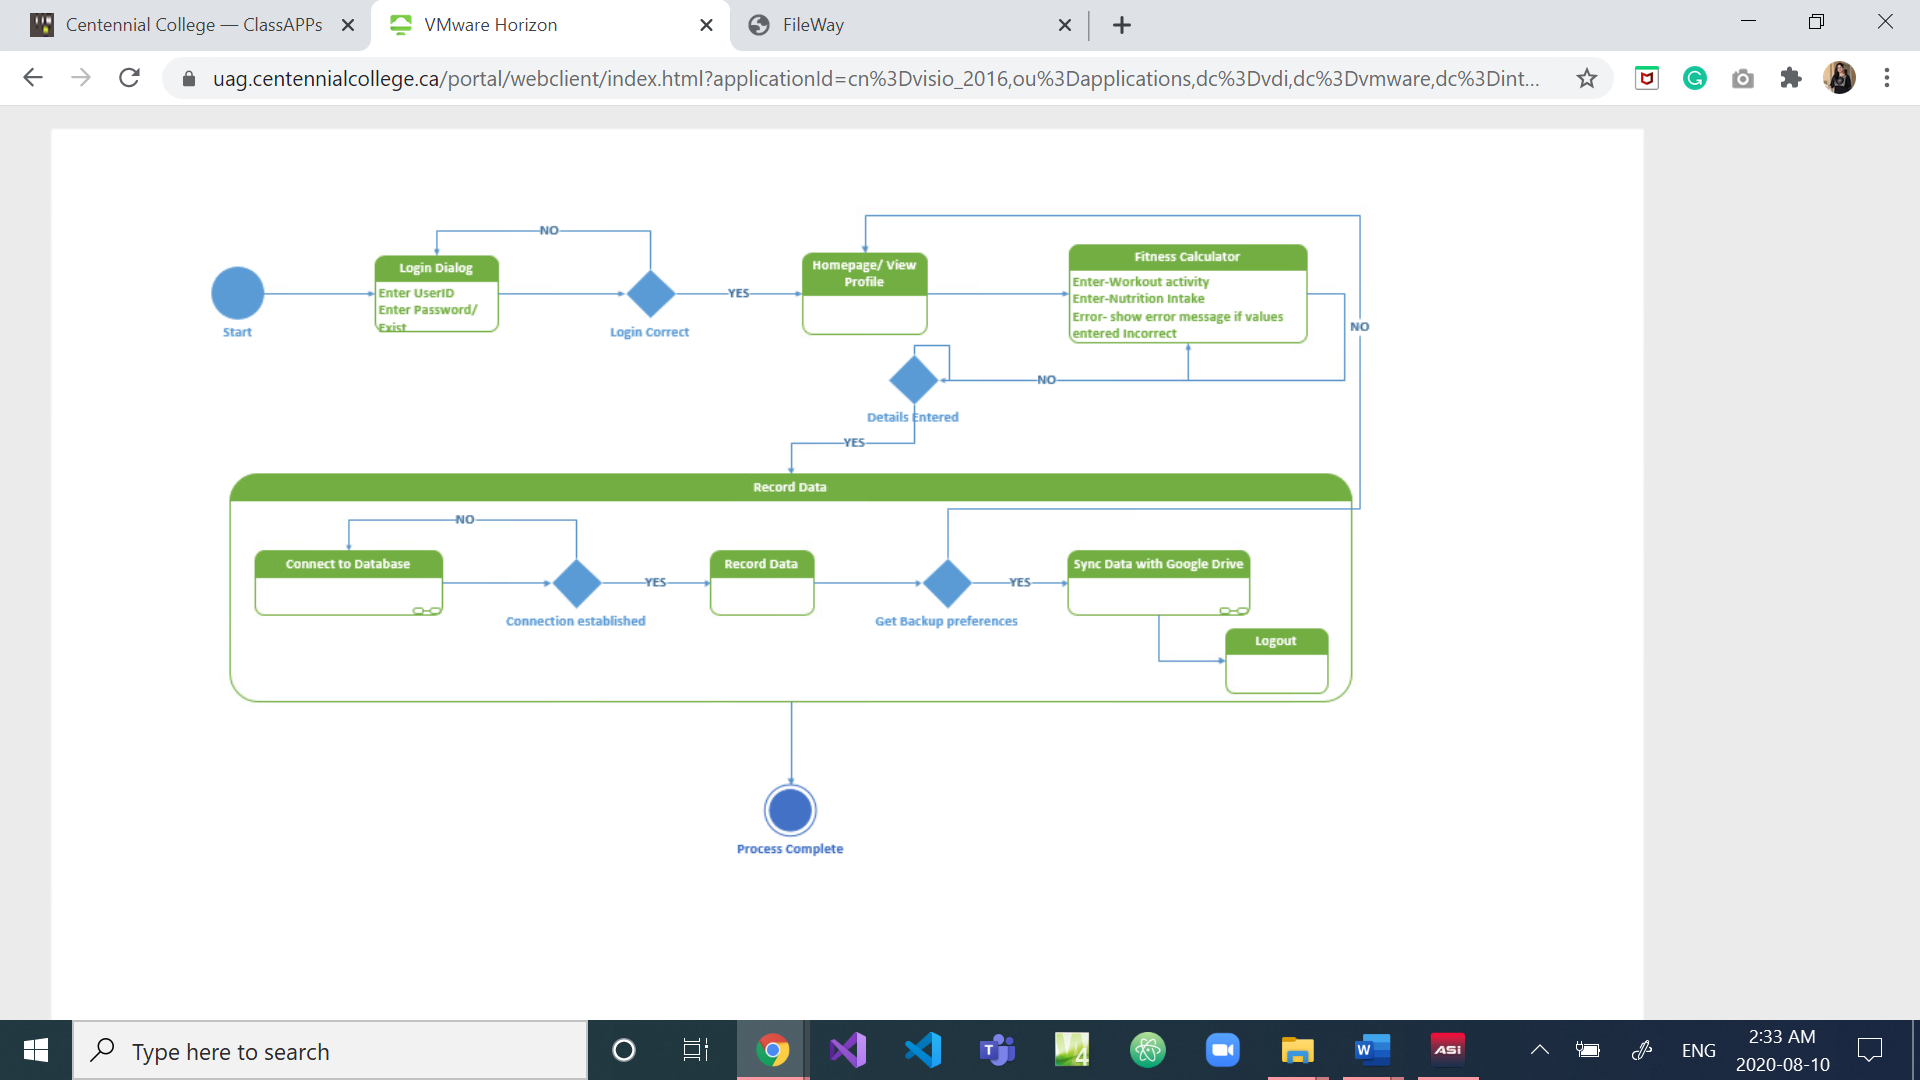 Centennial College — ClassAPPs
VMware Horizon
FileWay
uag.centennialcollege.ca/portal/webclient/index.html?applicationId=cn%3Dvisio_2016,ou%3Dapplications,dc%3Dvdi,dc%3Dvmware,dc%3Dint...
NO
Login Dialog
Enter UserID
Enter Password/
Exist
Start
Login Correct
YES
Homepage/ View
Profile
Fitness Calculator
Enter-Workout activity
Enter-Nutrition Intake
Error- show error message if values
entered Incorrect
NO
NO
Details Entered
YES
Record Data
NO
Connect to Database
Connection established
YES
Record Data
Get Backup preferences
YES
Sync Data with Google Drive
Logout
Process Complete
Type here to search
T
4
W
ASI
ENG
2:33 AM
2020-08-10